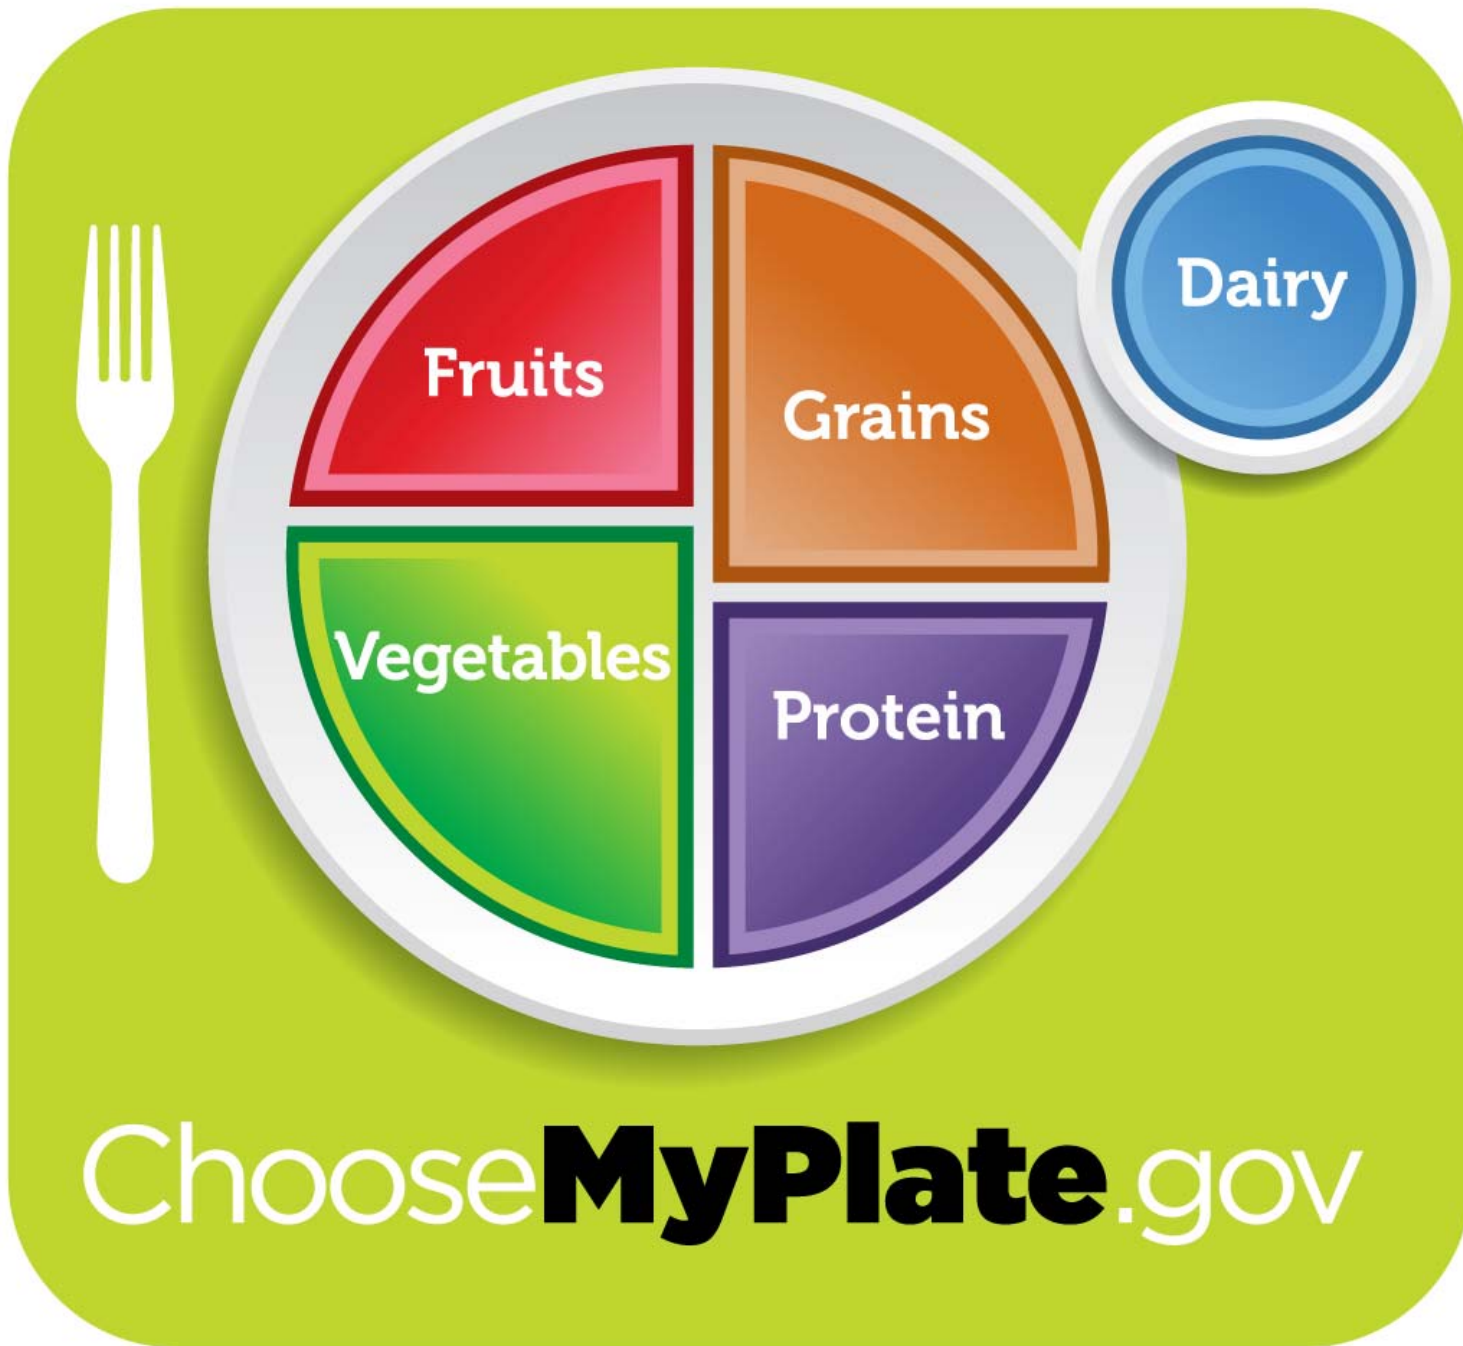 Fruits
Grains
Dairy
Vegetables
Protein
ChooseMyPlate.gov